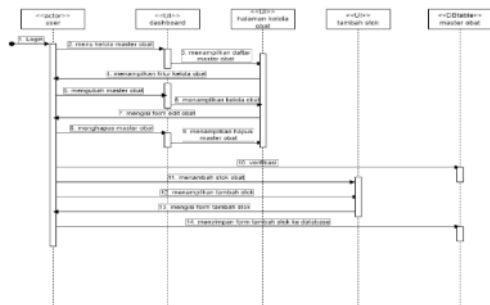 <<actor>>
user
<<UI>>
dashboard
<<UI>>
halaman kelola
obat
<<UI>>
tambah stok
<<DBtable>>
master obat
1. Login
2. menu kelola master obat
3. menampilkan daftar
master obat
4. menampilkan fitur kelola obat
5. mengubah master obat
6. menampilkan kelola obat
7. mengisi form edit obat
8. menghapus master obat
9. menampilkan hapus
master obat
10. verifikasi
11. menambah stok obat
12. menampilkan tambah stok
13. mengisi form tambah stok
14. menyimpan form tambah stok ke database